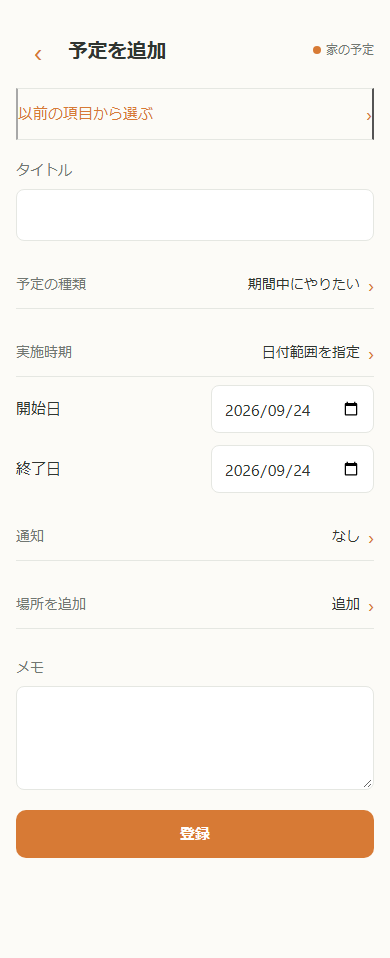 ‹ 予定を追加 家の予定
以前の項目から選ぶ ›
タイトル
予定の種類 期間中にやりたい ›
実施時期 日付範囲を指定 ›
開始日 2026/09/24
終了日 2026/09/24
通知 なし ›
場所を追加 追加 ›
メモ
登録